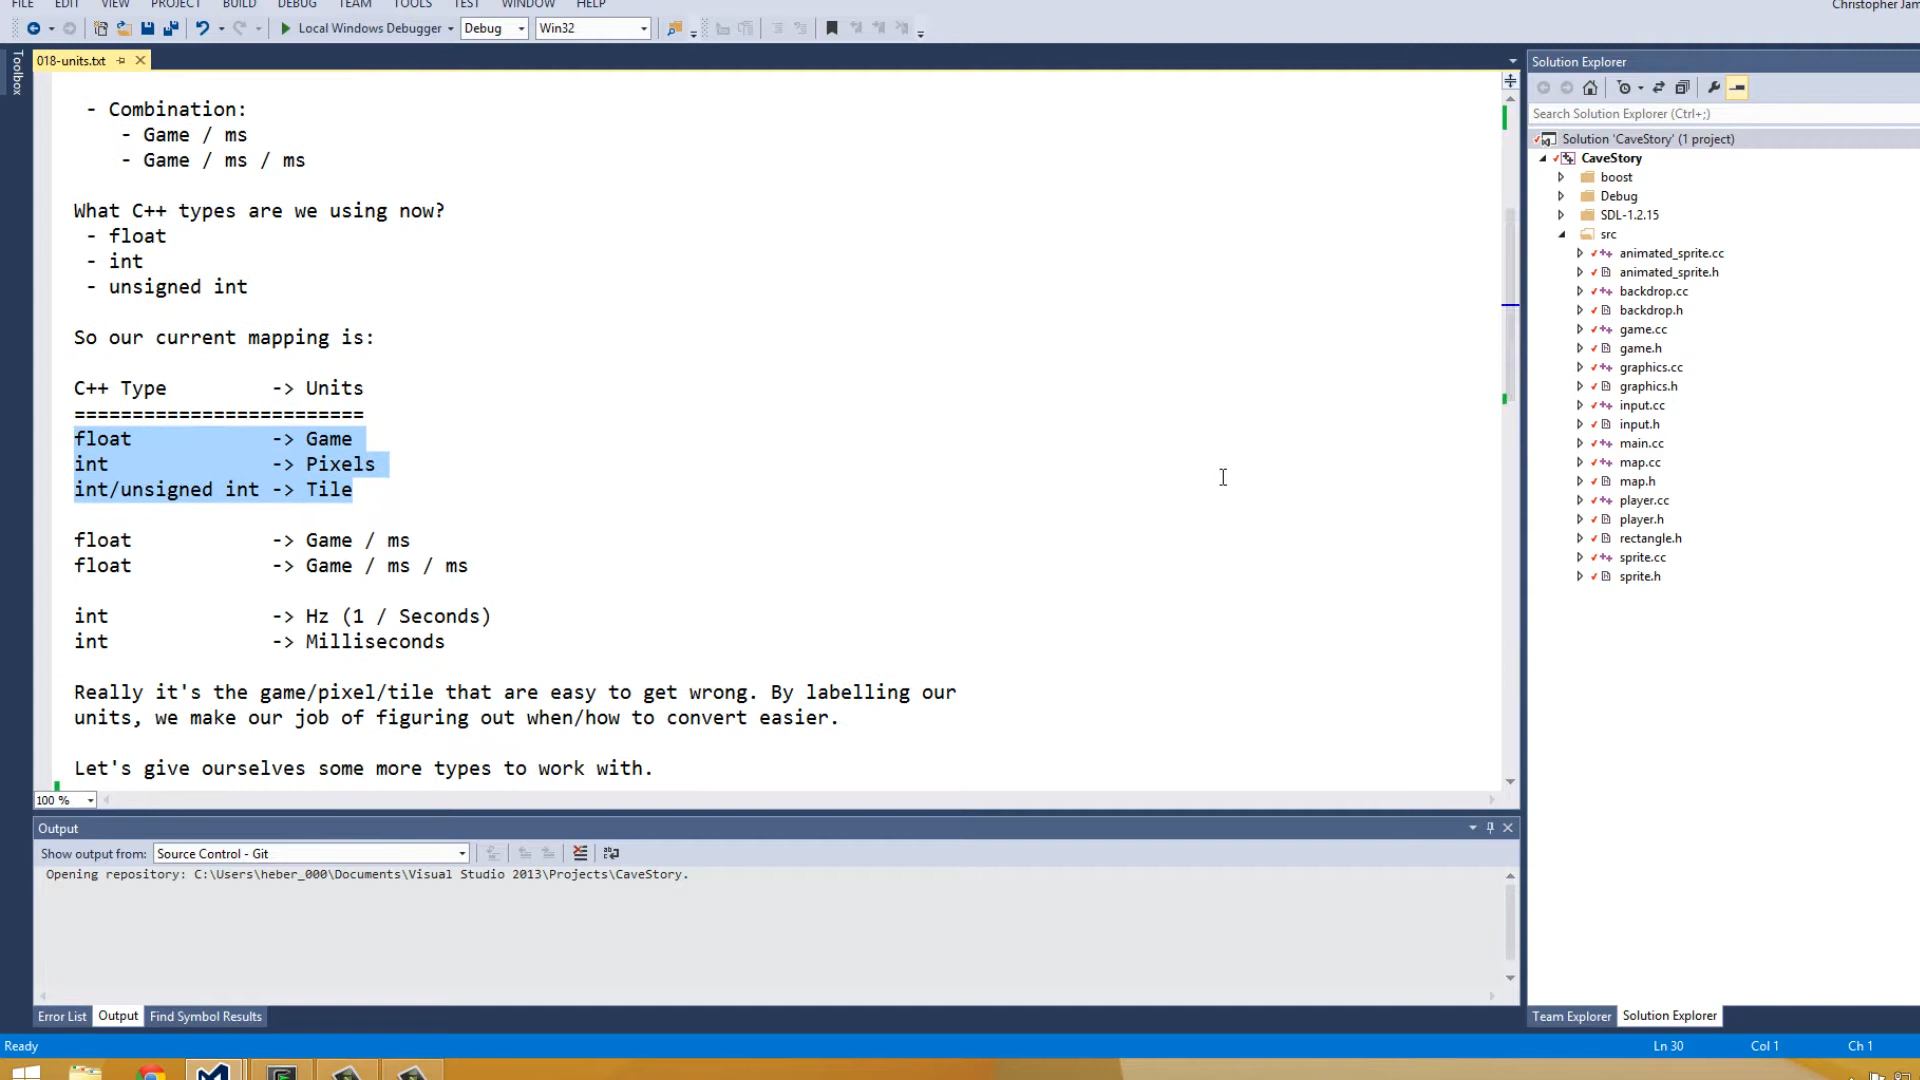 FILE EDIT VIEW PROJECT BUILD DEBUG TEAM TOOLS TEST WINDOW HELP
Christopher Jam
Local Windows Debugger Debug Win32
Toolbox
018-units.txt
- Combination:
- Game / ms
- Game / ms / ms
What C++ types are we using now?
- float
- int
- unsigned int
So our current mapping is:
C++ Type -> Units
=========================
float -> Game
int -> Pixels
int/unsigned int -> Tile
float -> Game / ms
float -> Game / ms / ms
int -> Hz (1 / Seconds)
int -> Milliseconds
Really it's the game/pixel/tile that are easy to get wrong. By labelling our
units, we make our job of figuring out when/how to convert easier.
Let's give ourselves some more types to work with.
100 %
Output
Show output from: Source Control - Git
Opening repository: C:\Users\heber_000\Documents\Visual Studio 2013\Projects\CaveStory.
Error List Output Find Symbol Results
Solution Explorer
Search Solution Explorer (Ctrl+;)
Solution 'CaveStory' (1 project)
CaveStory
boost
Debug
SDL-1.2.15
src
animated_sprite.cc
animated_sprite.h
backdrop.cc
backdrop.h
game.cc
game.h
graphics.cc
graphics.h
input.cc
input.h
main.cc
map.cc
map.h
player.cc
player.h
rectangle.h
sprite.cc
sprite.h
Team Explorer Solution Explorer
Ready Ln 30 Col 1 Ch 1